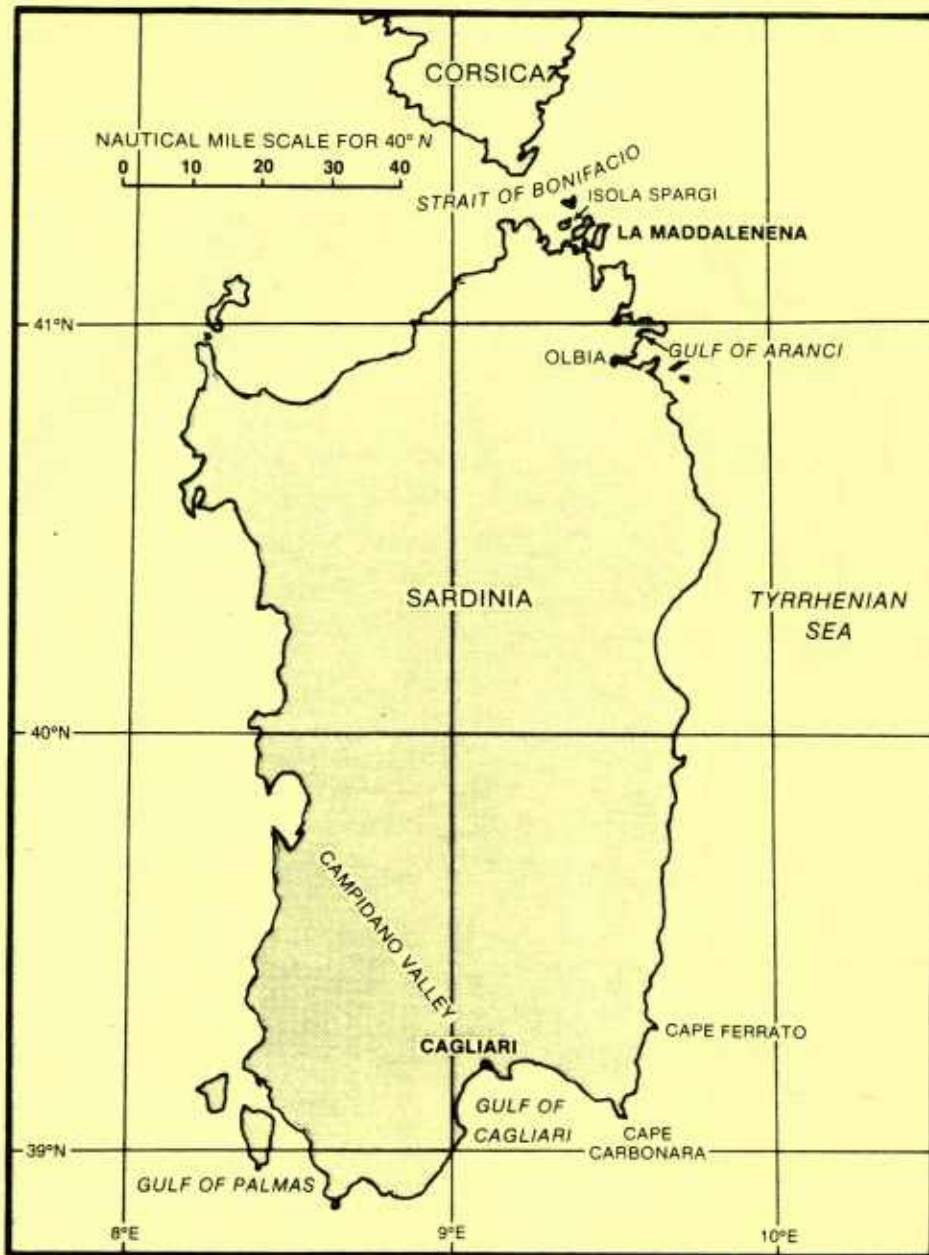 CORSICA
NAUTICAL MILE SCALE FOR 40° N
0 10 20 30 40
STRAIT OF BONIFACIO
ISOLA SPARGI
LA MADDALENENA
41°N
GULF OF ARANCI
OLBIA
SARDINIA
TYRRHENIAN
SEA
40°N
CAMPIDANO VALLEY
CAPE FERRATO
CAGLIARI
GULF OF
CAGLIARI
CAPE
CARBONARA
39°N
GULF OF PALMAS
8°E 9°E 10°E